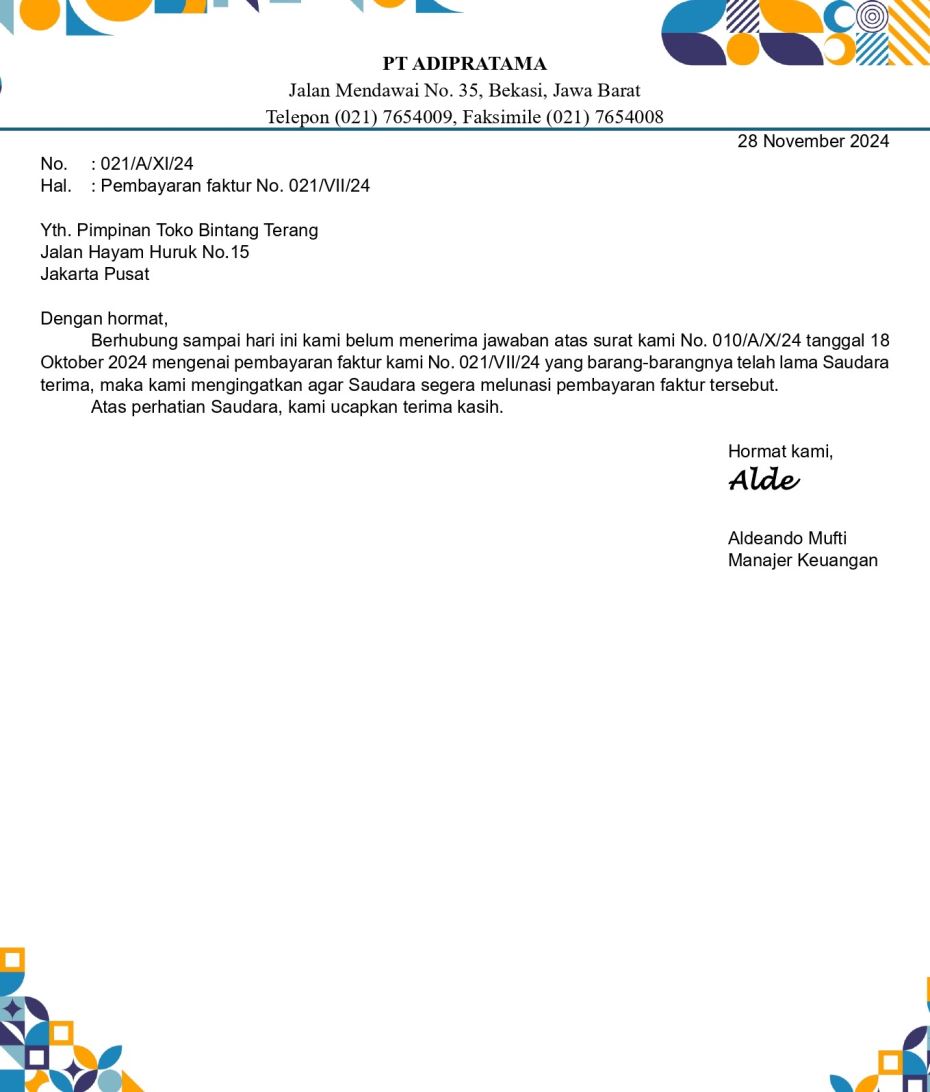 PT ADIPRATAMA
Jalan Mendawai No. 35, Bekasi, Jawa Barat
Telepon (021) 7654009, Faksimile (021) 7654008
28 November 2024
No. : 021/A/XI/24
Hal. : Pembayaran faktur No. 021/VII/24
Yth. Pimpinan Toko Bintang Terang
Jalan Hayam Huruk No.15
Jakarta Pusat
Dengan hormat,
Berhubung sampai hari ini kami belum menerima jawaban atas surat kami No. 010/A/X/24 tanggal 18
Oktober 2024 mengenai pembayaran faktur kami No. 021/VII/24 yang barang-barangnya telah lama Saudara
terima, maka kami mengingatkan agar Saudara segera melunasi pembayaran faktur tersebut.
Atas perhatian Saudara, kami ucapkan terima kasih.
Hormat kami,
Alde
Aldeando Mufti
Manajer Keuangan